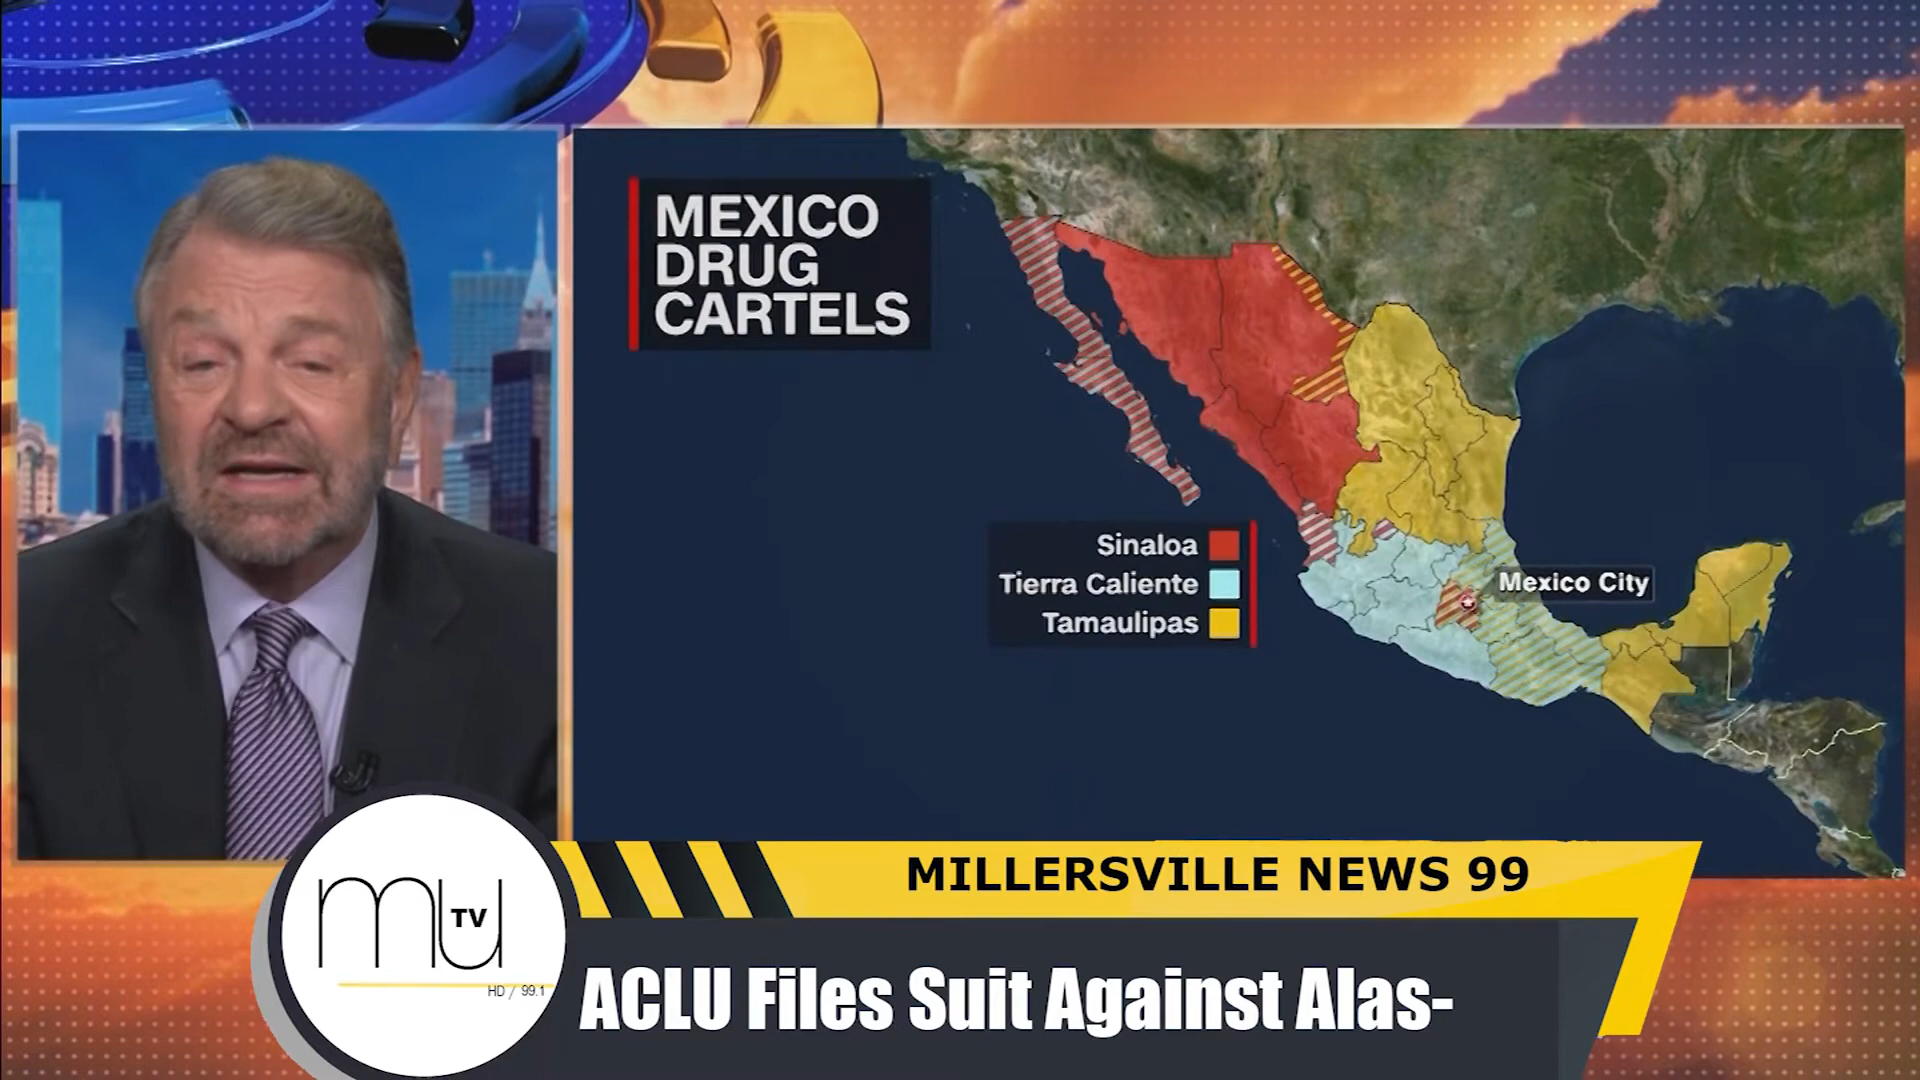 MEXICO
DRUG
CARTELS
Sinaloa
Tierra Caliente
Tamaulipas
Mexico City
MILLERSVILLE NEWS 99
mu
TV
HD / 99.1
ACLU Files Suit Against Alas-